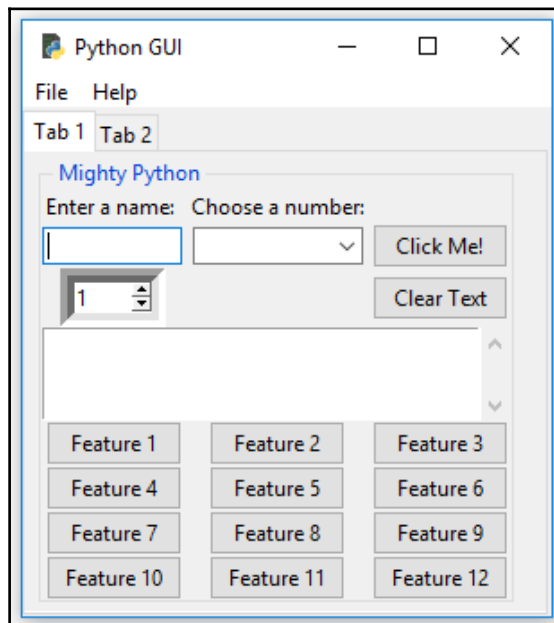 Python GUI
File Help
Tab 1 Tab 2
Mighty Python
Enter a name: Choose a number:
Click Me!
1 Clear Text
Feature 1 Feature 2 Feature 3
Feature 4 Feature 5 Feature 6
Feature 7 Feature 8 Feature 9
Feature 10 Feature 11 Feature 12